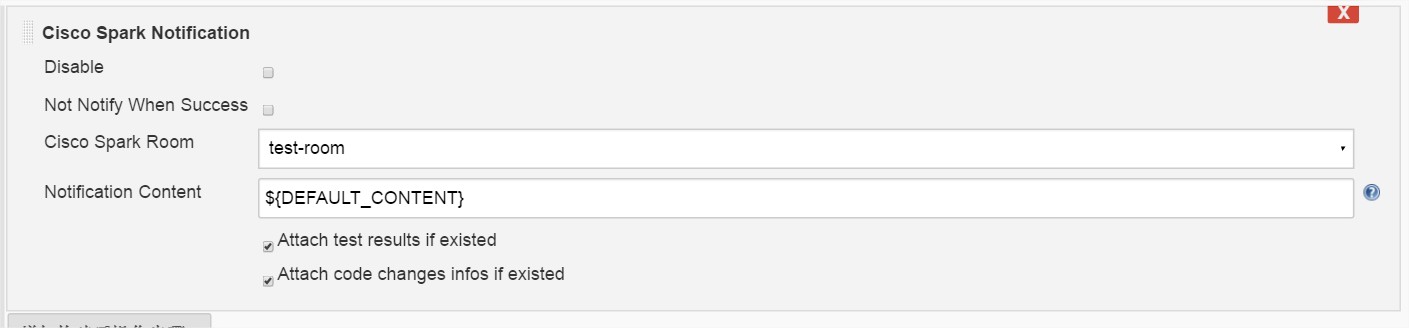 Cisco Spark Notification
X
Disable
Not Notify When Success
Cisco Spark Room
test-room
Notification Content
${DEFAULT_CONTENT}
?
Attach test results if existed
Attach code changes infos if existed